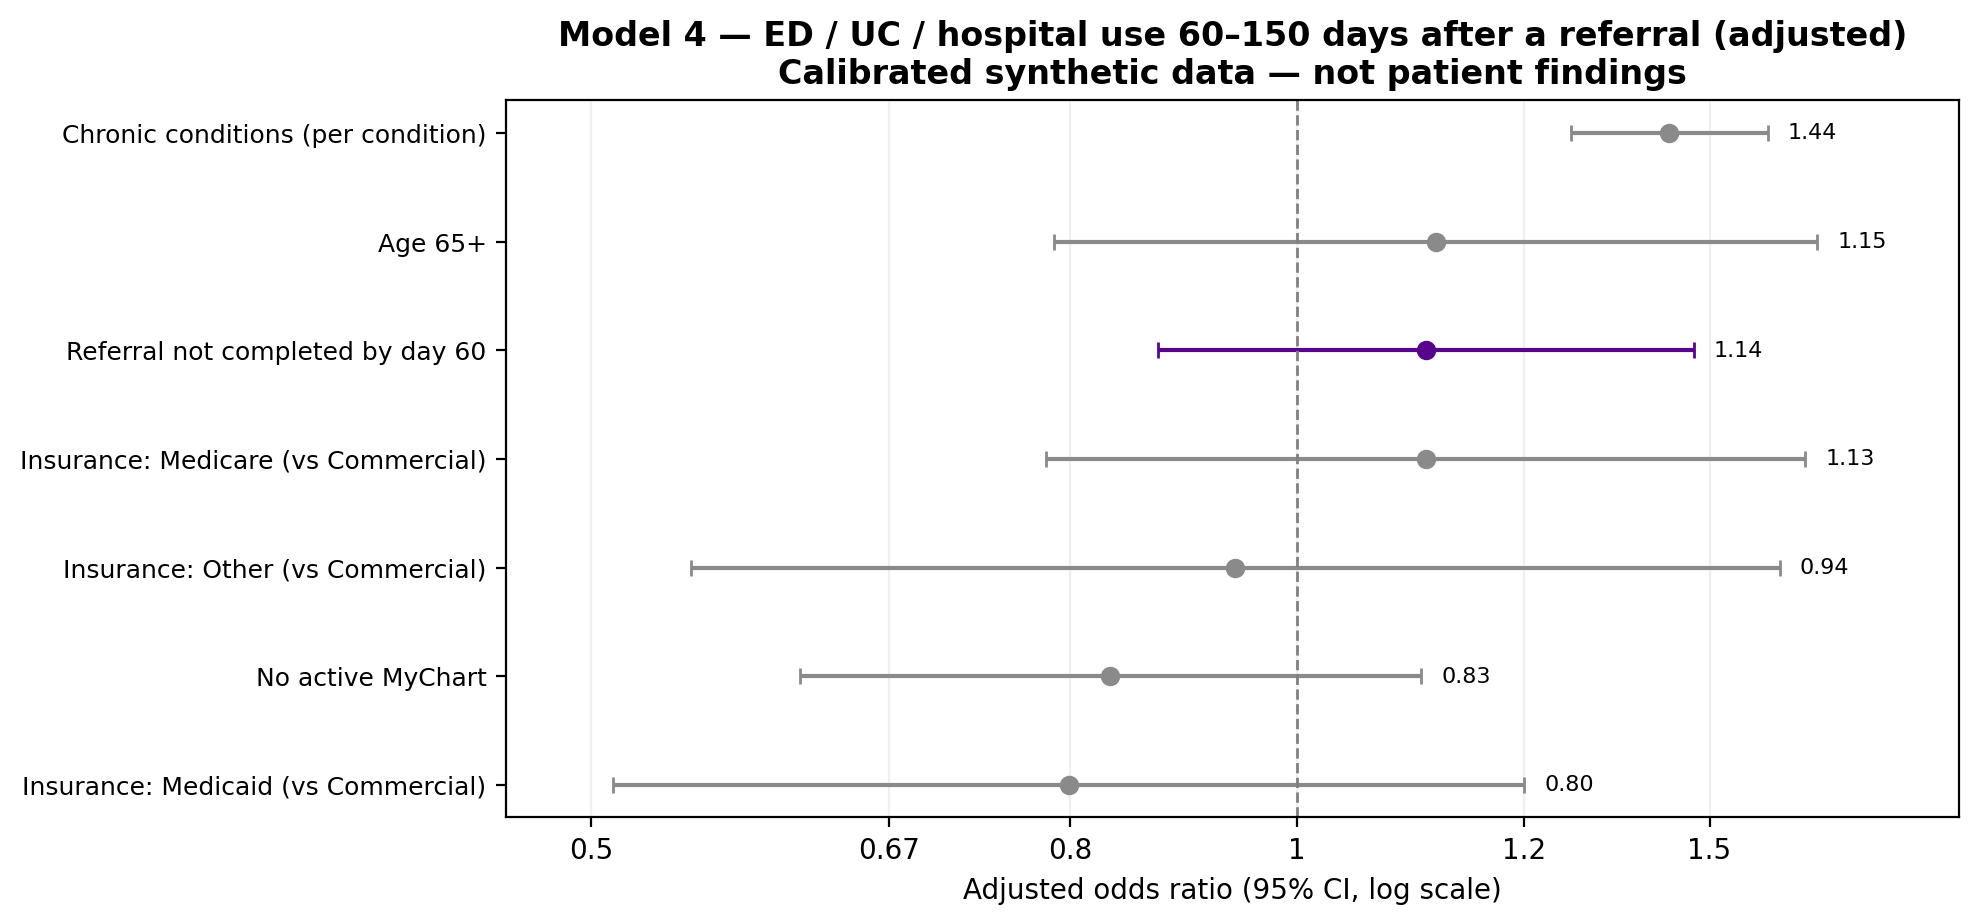 Model 4 — ED / UC / hospital use 60–150 days after a referral (adjusted)
Calibrated synthetic data — not patient findings
Chronic conditions (per condition) 1.44
Age 65+ 1.15
Referral not completed by day 60 1.14
Insurance: Medicare (vs Commercial) 1.13
Insurance: Other (vs Commercial) 0.94
No active MyChart 0.83
Insurance: Medicaid (vs Commercial) 0.80
0.5 0.67 0.8 1 1.2 1.5
Adjusted odds ratio (95% CI, log scale)